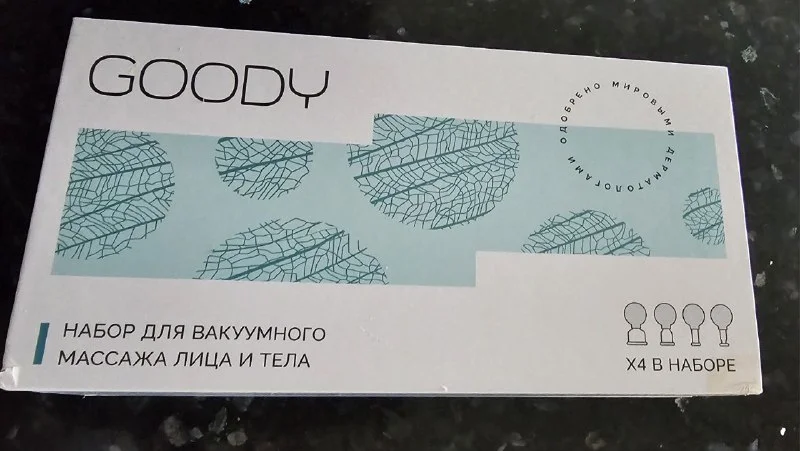 GOODY
ОДОБРЕНО МИРОВЫМИ ДЕРМАТОЛОГАМИ
НАБОР ДЛЯ ВАКУУМНОГО
МАССАЖА ЛИЦА И ТЕЛА
X4 В НАБОРЕ